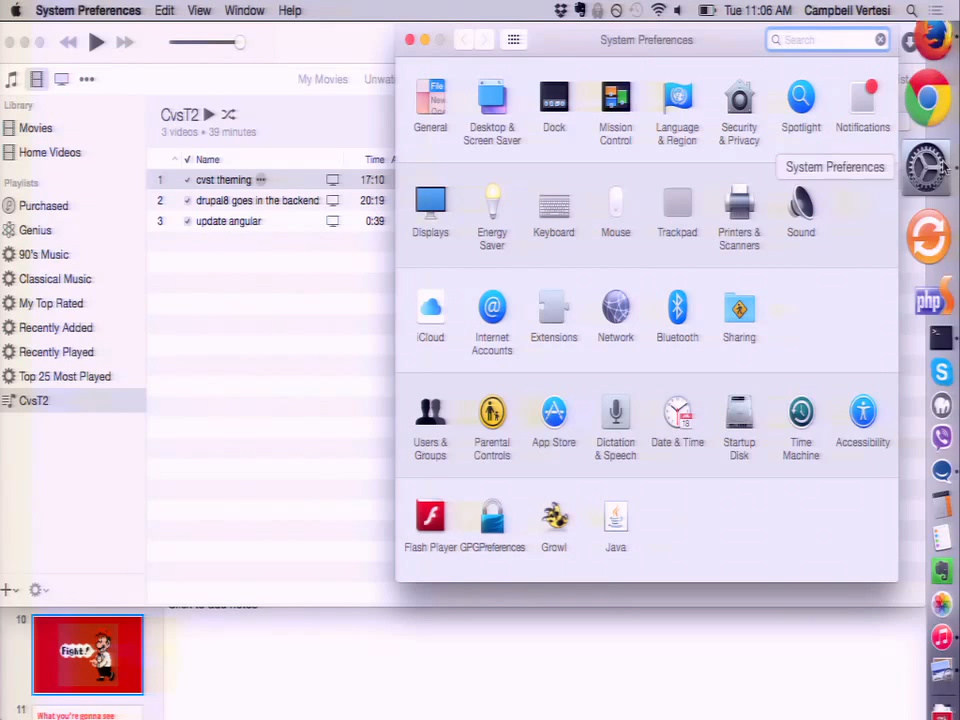 System Preferences Edit View Window Help
Tue 11:06 AM Campbell Vertesi
System Preferences
Search
My Movies Unwat
Library
Movies
Home Videos
Playlists
Purchased
Genius
90's Music
Classical Music
My Top Rated
Recently Added
Recently Played
Top 25 Most Played
CvsT2
CvsT2
3 videos • 39 minutes
Name Time
1 cvst theming ••• 17:10
2 drupal8 goes in the backend 20:19
3 update angular 0:39
General
Desktop &
Screen Saver
Dock
Mission
Control
Language
& Region
Security
& Privacy
Spotlight
Notifications
System Preferences
Displays
Energy
Saver
Keyboard
Mouse
Trackpad
Printers &
Scanners
Sound
iCloud
Internet
Accounts
Extensions
Network
Bluetooth
Sharing
Users &
Groups
Parental
Controls
App Store
Dictation
& Speech
Date & Time
Startup
Disk
Time
Machine
Accessibility
Flash Player
GPGPreferences
Growl
Java
File
New
18
php
10
Fight!
11
What you're gonna see